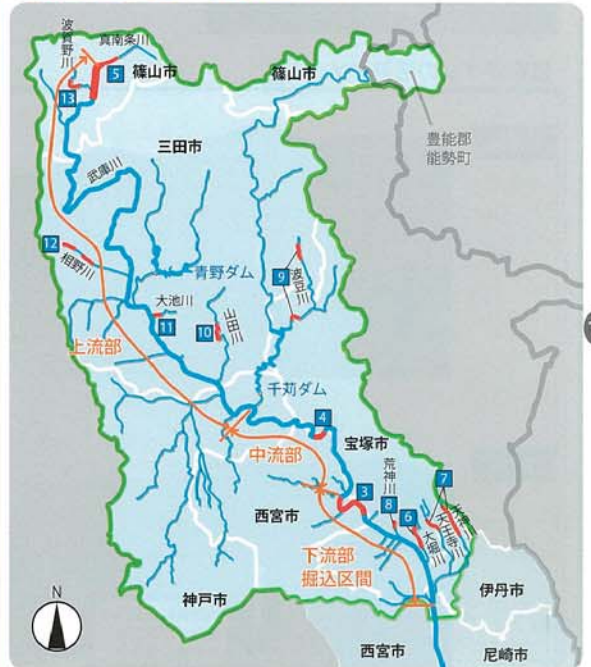 波賀野川
真南条川
5
篠山市
篠山市
13
豊能郡
能勢町
三田市
武庫川
12
相野川
青野ダム
9
波豆川
大池川
11
10
山田川
上流部
千苅ダム
4
宝塚市
中流部
荒神川
7
3
8
6
西宮市
大堀川
天王寺川
天神川
下流部
掘込区間
伊丹市
神戸市
N
西宮市
尼崎市